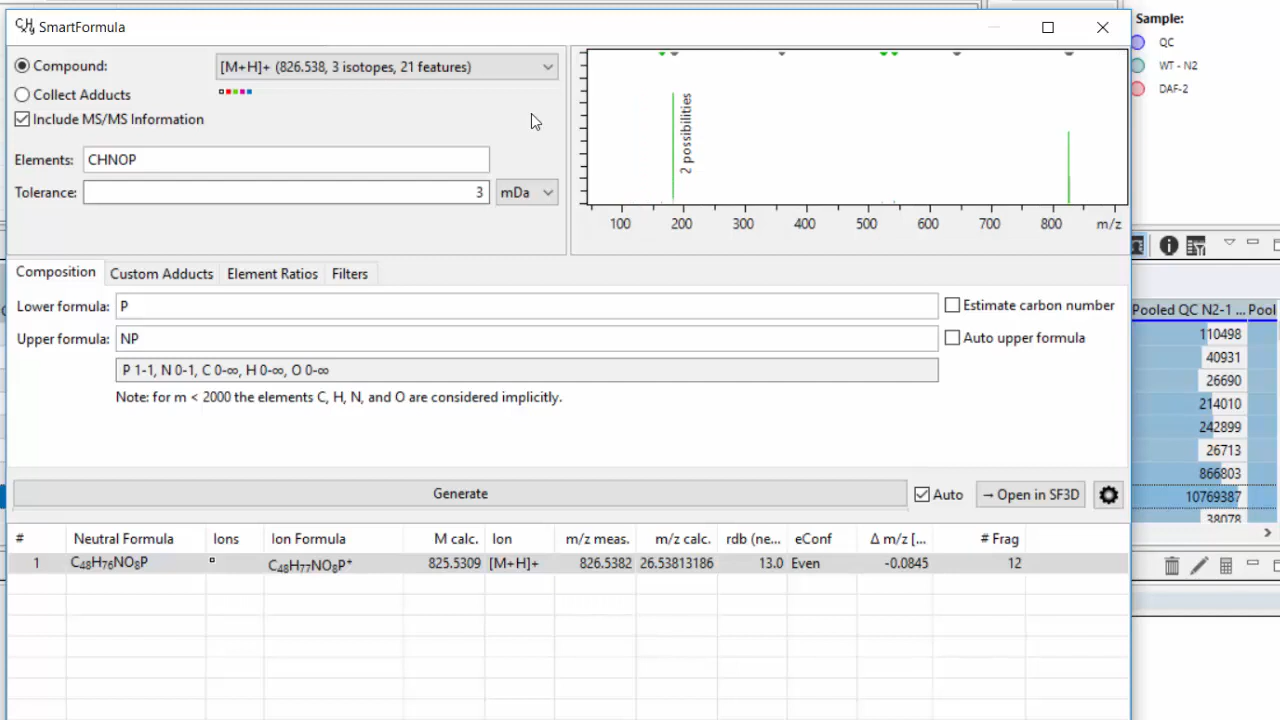 SmartFormula
Sample:
QC
WT - N2
DAF-2
Compound:
[M+H]+ (826.538, 3 isotopes, 21 features)
Collect Adducts
Include MS/MS Information
Elements:
CHNOP
Tolerance:
3
mDa
2 possibilities
100 200 300 400 500 600 700 800 m/z
Composition
Custom Adducts
Element Ratios
Filters
Lower formula:
P
Estimate carbon number
Upper formula:
NP
Auto upper formula
P 1-1, N 0-1, C 0-∞, H 0-∞, O 0-∞
Note: for m < 2000 the elements C, H, N, and O are considered implicitly.
Generate
Auto
→ Open in SF3D
# Neutral Formula Ions Ion Formula M calc. Ion m/z meas. m/z calc. rdb (ne... eConf Δ m/z [... # Frag
1 C₄₈H₇₆NO₈P C₄₈H₇₇NO₈P⁺ 825.5309 [M+H]+ 826.5382 26.53813186 13.0 Even -0.0845 12
Pooled QC N2-1 ... Pool
110498
40931
26690
214010
242899
26713
866803
10769387
38078